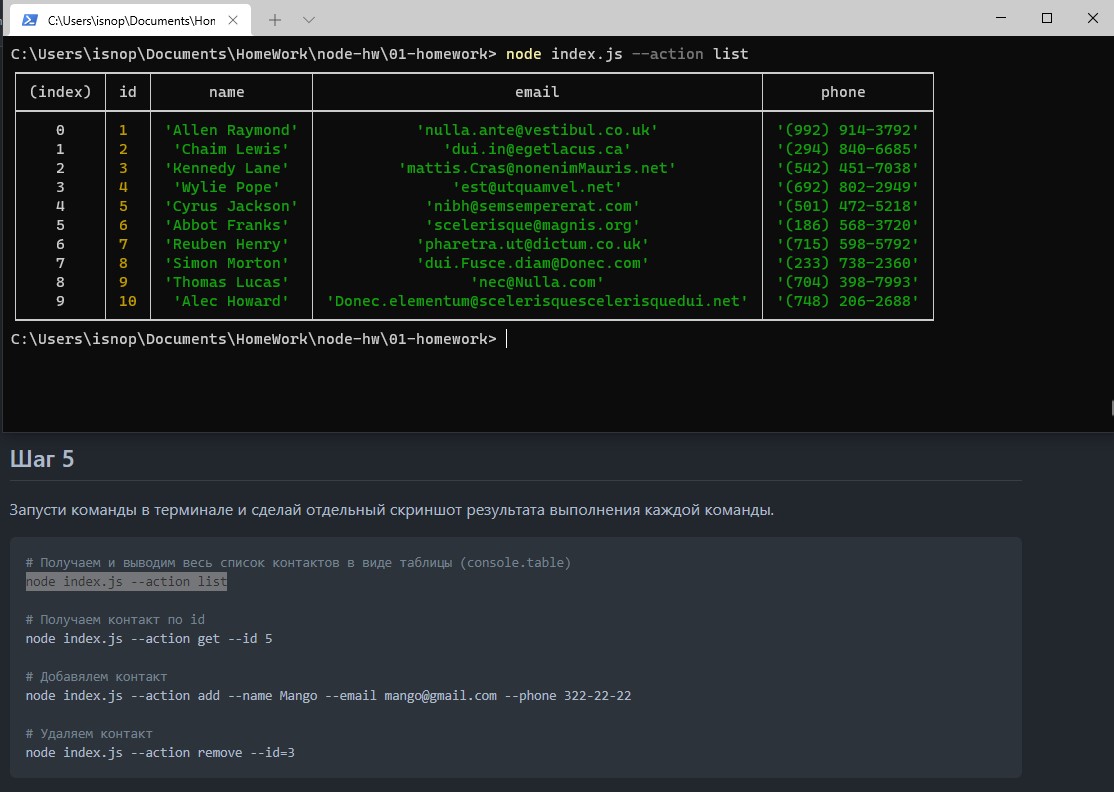 C:\Users\isnop\Documents\Hom
C:\Users\isnop\Documents\HomeWork\node-hw\01-homework> node index.js --action list
(index) id name email phone
0 1 'Allen Raymond' 'nulla.ante@vestibul.co.uk' '(992) 914-3792'
1 2 'Chaim Lewis' 'dui.in@egetlacus.ca' '(294) 840-6685'
2 3 'Kennedy Lane' 'mattis.Cras@nonenimMauris.net' '(542) 451-7038'
3 4 'Wylie Pope' 'est@utquamvel.net' '(692) 802-2949'
4 5 'Cyrus Jackson' 'nibh@semsempererat.com' '(501) 472-5218'
5 6 'Abbot Franks' 'scelerisque@magnis.org' '(186) 568-3720'
6 7 'Reuben Henry' 'pharetra.ut@dictum.co.uk' '(715) 598-5792'
7 8 'Simon Morton' 'dui.Fusce.diam@Donec.com' '(233) 738-2360'
8 9 'Thomas Lucas' 'nec@Nulla.com' '(704) 398-7993'
9 10 'Alec Howard' 'Donec.elementum@scelerisquescelerisquedui.net' '(748) 206-2688'
C:\Users\isnop\Documents\HomeWork\node-hw\01-homework>
Шаг 5
Запусти команды в терминале и сделай отдельный скриншот результата выполнения каждой команды.
# Получаем и выводим весь список контактов в виде таблицы (console.table)
node index.js --action list
# Получаем контакт по id
node index.js --action get --id 5
# Добавялем контакт
node index.js --action add --name Mango --email mango@gmail.com --phone 322-22-22
# Удаляем контакт
node index.js --action remove --id=3